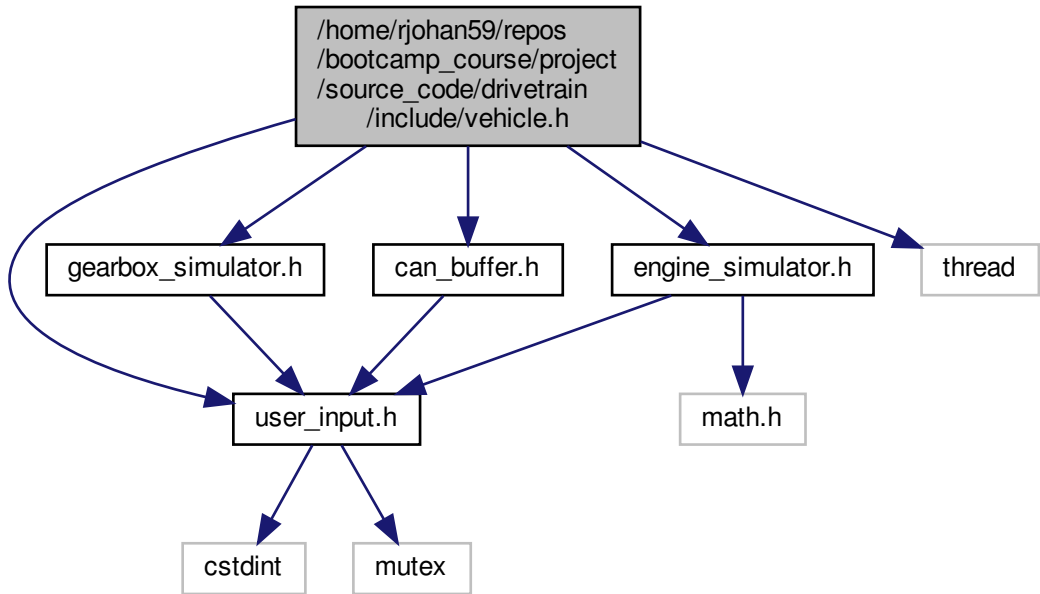 /home/rjohan59/repos
/bootcamp_course/project
/source_code/drivetrain
/include/vehicle.h
gearbox_simulator.h
can_buffer.h
engine_simulator.h
thread
user_input.h
math.h
cstdint
mutex